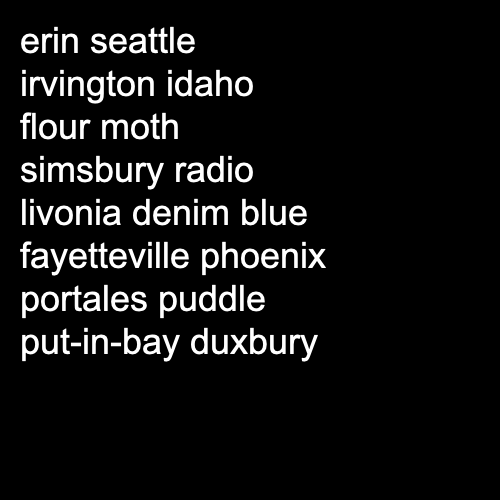 erin seattle
irvington idaho
flour moth
simsbury radio
livonia denim blue
fayetteville phoenix
portales puddle
put-in-bay duxbury